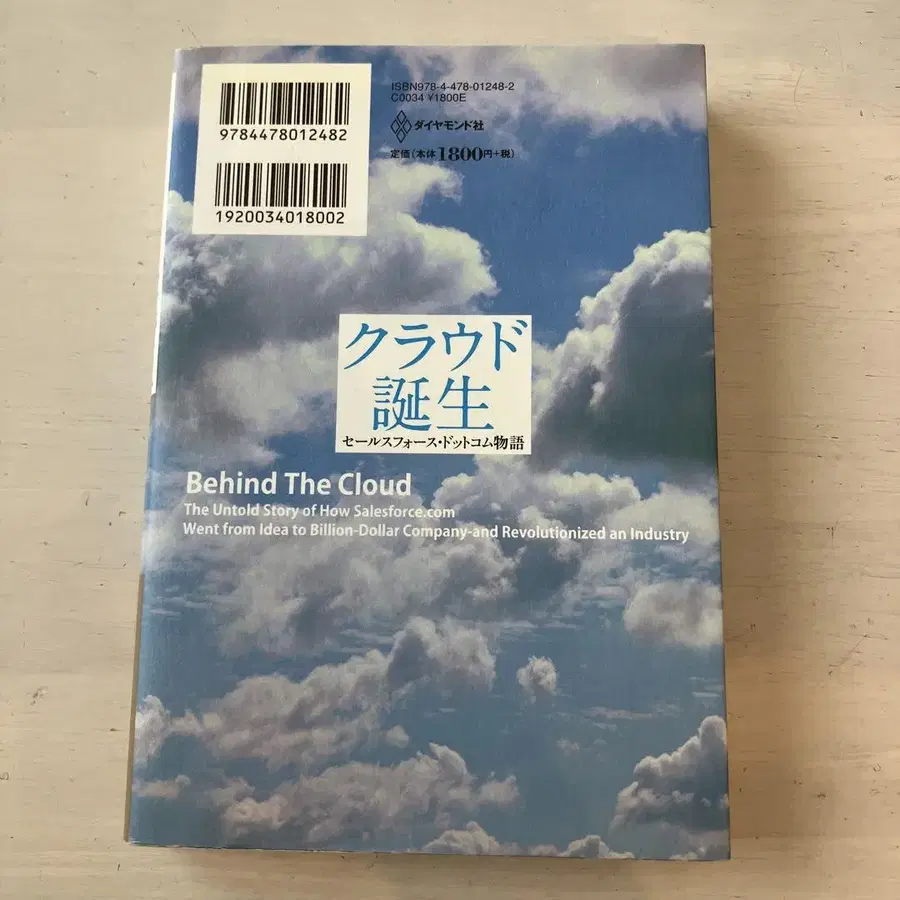 9784478012482
1920034018002
ISBN978-4-478-01248-2
C0034 ¥1800E
ダイヤモンド社
定価(本体1800円+税)
クラウド
誕生
セールスフォース・ドットコム物語
Behind The Cloud
The Untold Story of How Salesforce.com
Went from Idea to Billion-Dollar Company-and Revolutionized an Industry